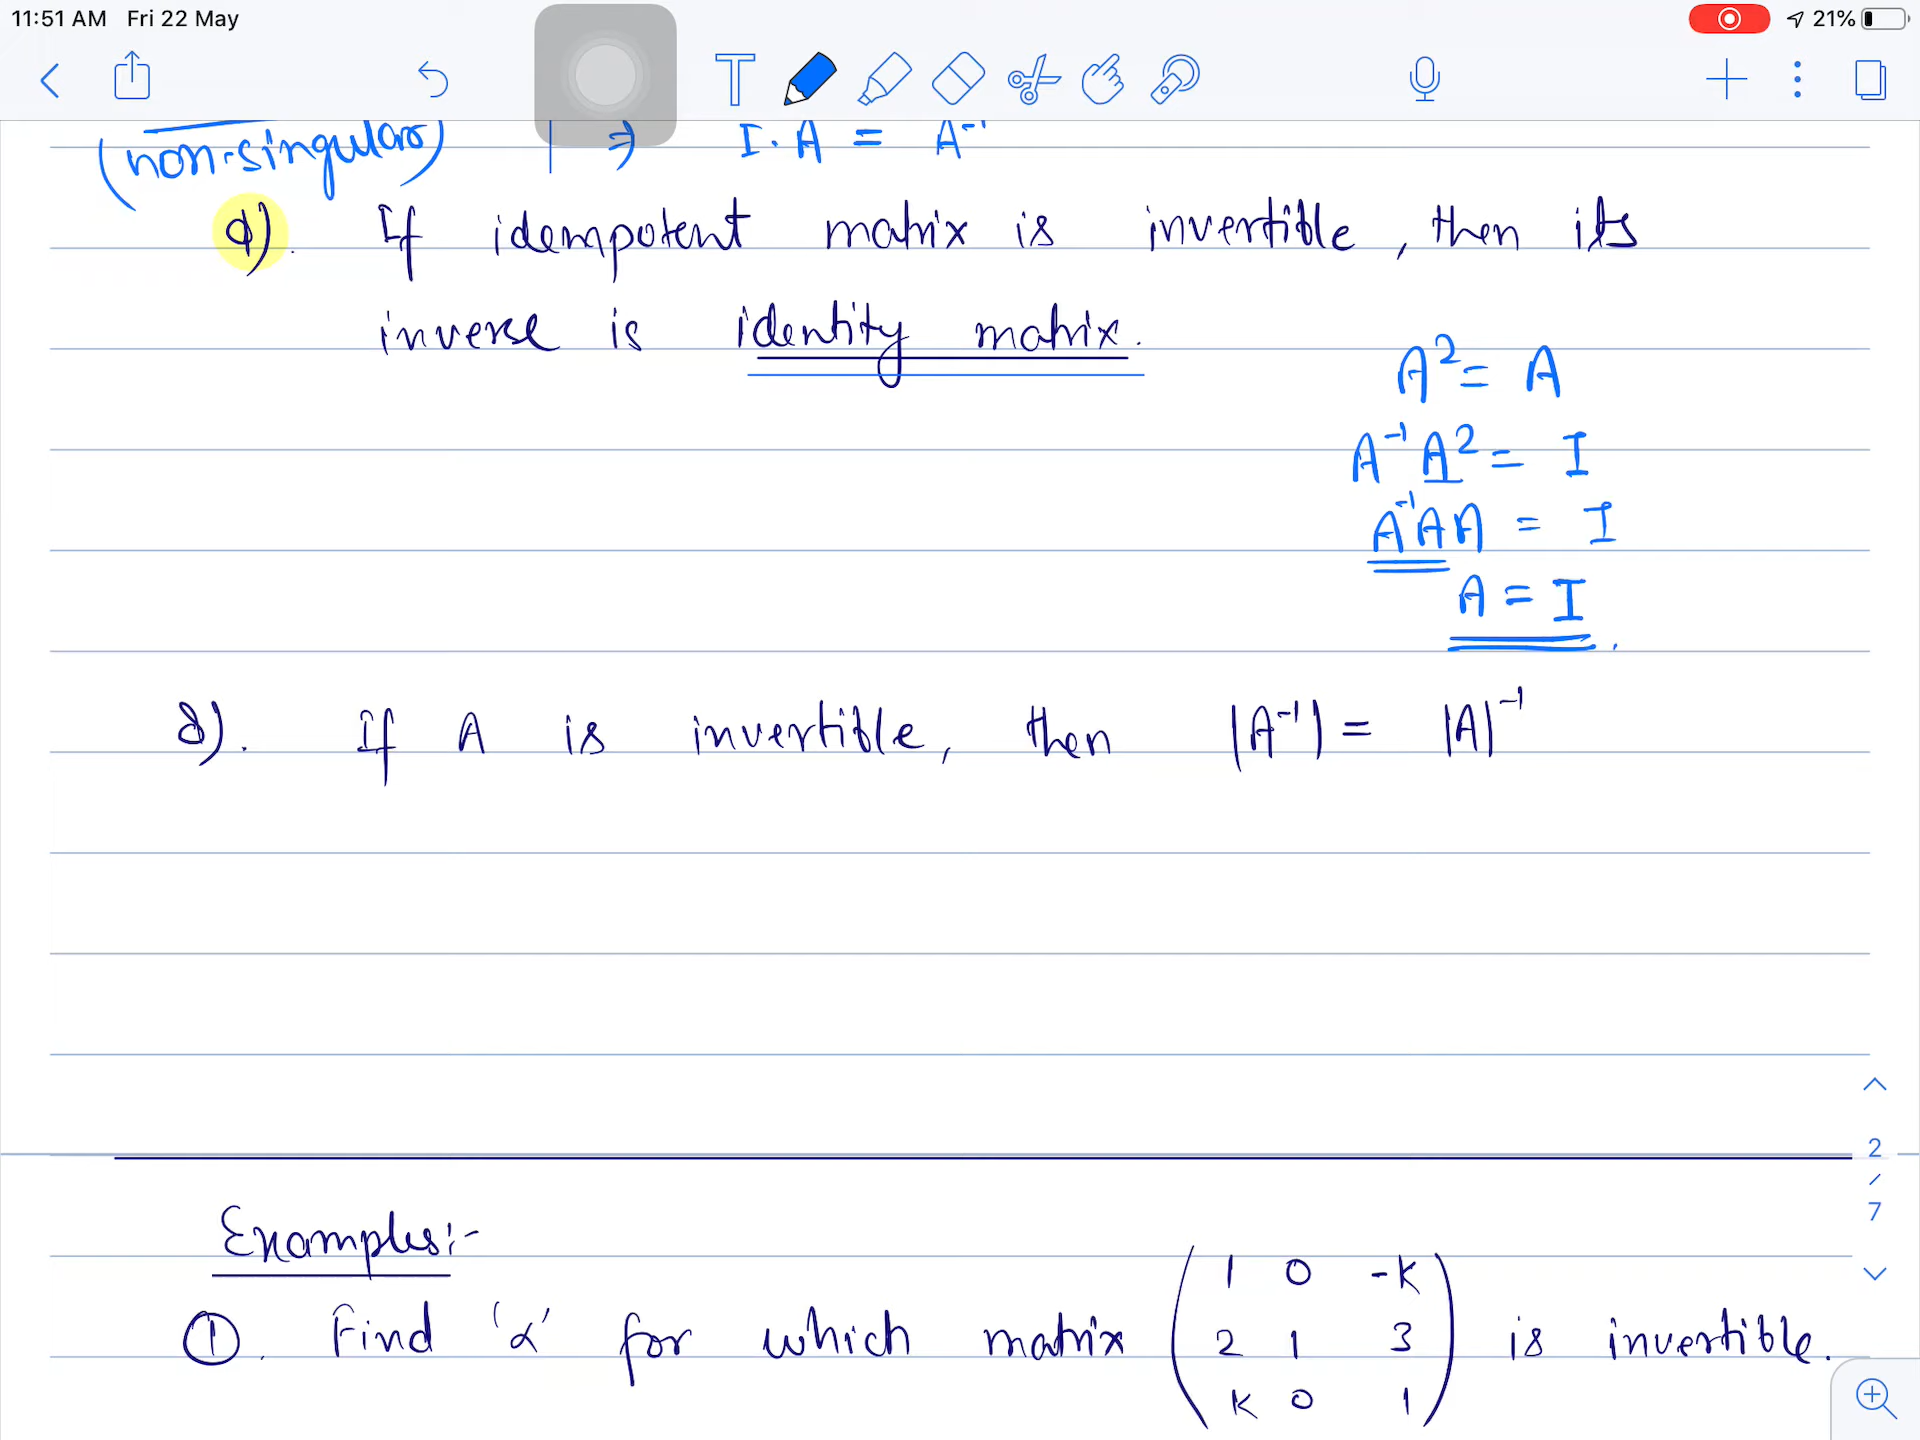 11:51 AM Fri 22 May 21%
T
(non-singular) | ⇒ I. A = A⁻¹
If idempotent matrix is invertible, then its
inverse is identity matrix.
A² = A
A⁻¹ A² = I
A⁻¹AA = I
A = I
If A is invertible, then |A⁻¹| = |A|⁻¹
2
/
7
Examples:-
①. Find 'α' for which matrix (1 0 -k
2 1 3
k 0 1) is invertible.